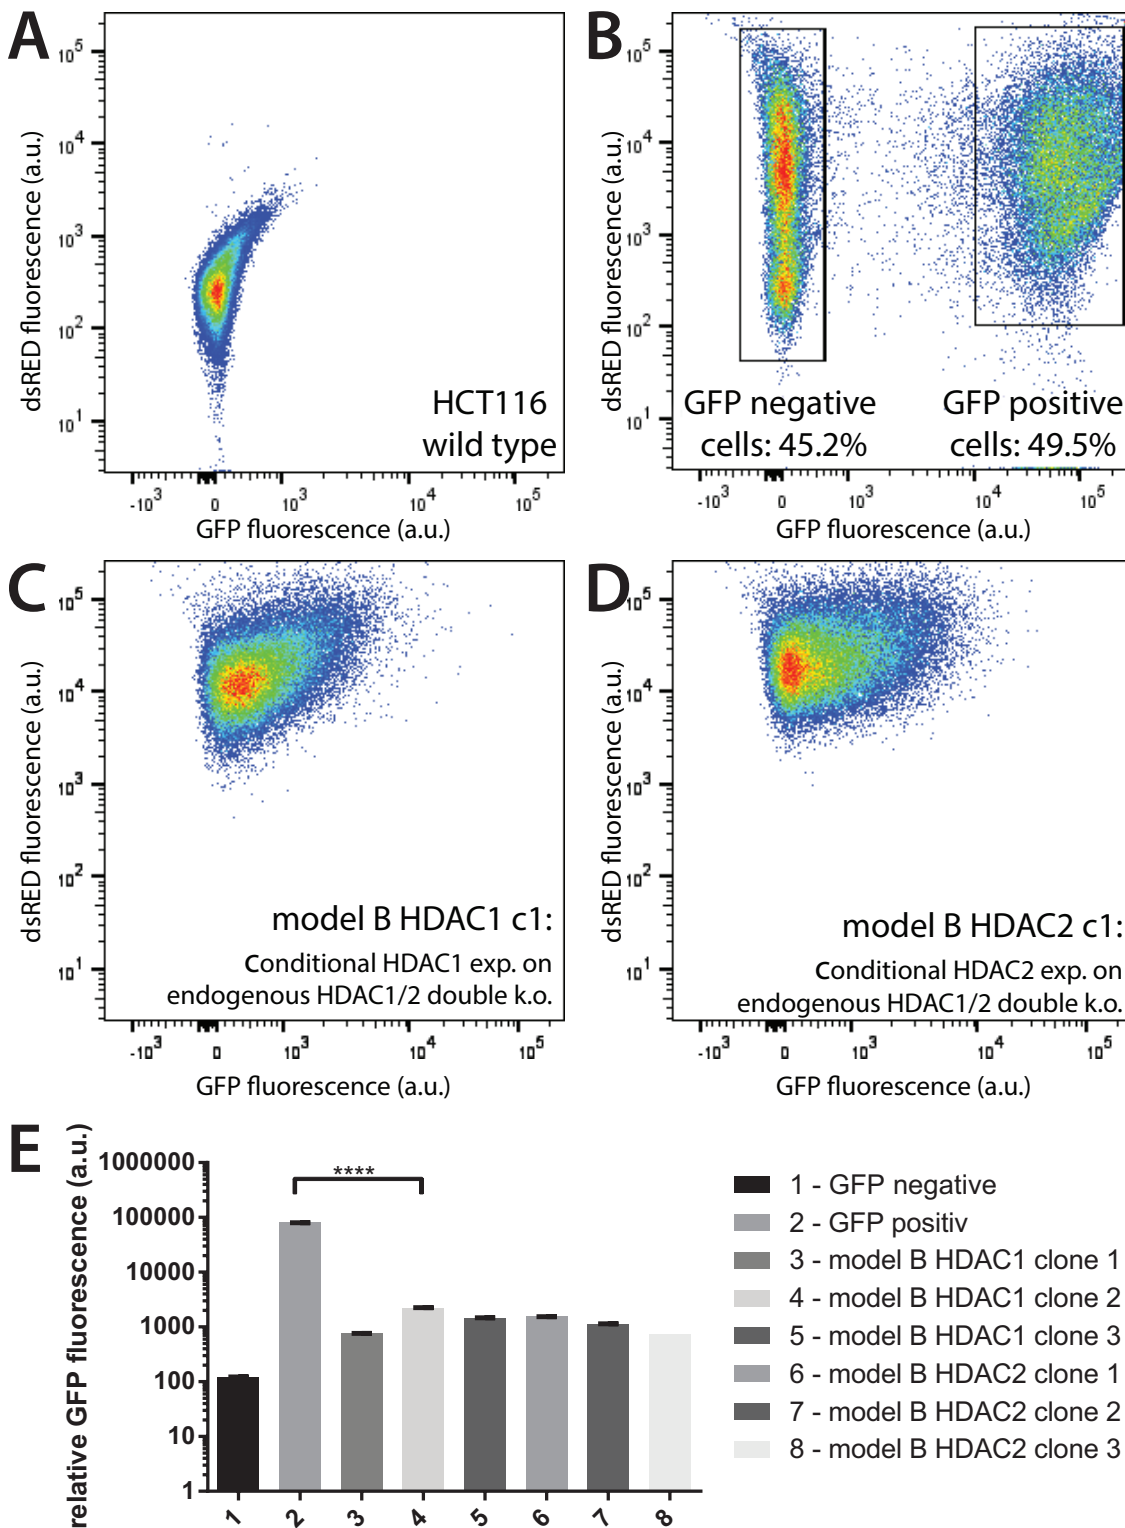 A
dsRED fluorescence (a.u.)
10^5
10^4
10^3
10^2
10^1
HCT116
wild type
-10^3 0 10^3 10^4 10^5
GFP fluorescence (a.u.)
B
dsRED fluorescence (a.u.)
10^5
10^4
10^3
10^2
10^1
GFP negative
cells: 45.2%
GFP positive
cells: 49.5%
-10^3 0 10^3 10^4 10^5
GFP fluorescence (a.u.)
C
dsRED fluorescence (a.u.)
10^5
10^4
10^3
10^2
10^1
model B HDAC1 c1:
conditional HDAC1 exp. on
endogenous HDAC1/2 double k.o.
-10^3 0 10^3 10^4 10^5
GFP fluorescence (a.u.)
D
dsRED fluorescence (a.u.)
10^5
10^4
10^3
10^2
10^1
model B HDAC2 c1:
conditional HDAC2 exp. on
endogenous HDAC1/2 double k.o.
-10^3 0 10^3 10^4 10^5
GFP fluorescence (a.u.)
E
relative GFP fluorescence (a.u.)
1000000
100000
10000
1000
100
10
1
****
1 2 3 4 5 6 7 8
1 - GFP negative
2 - GFP positiv
3 - model B HDAC1 clone 1
4 - model B HDAC1 clone 2
5 - model B HDAC1 clone 3
6 - model B HDAC2 clone 1
7 - model B HDAC2 clone 2
8 - model B HDAC2 clone 3